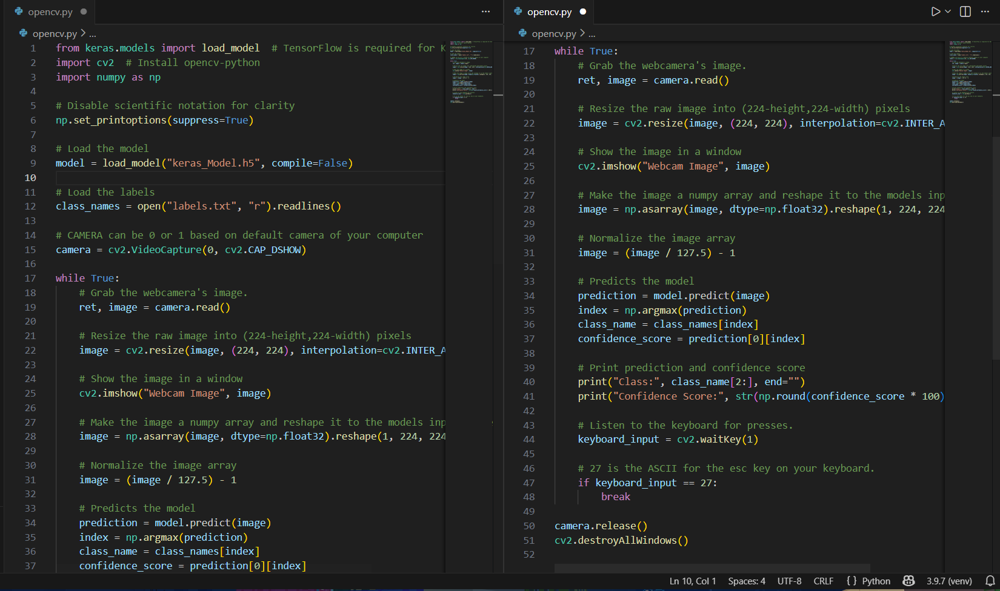 opencv.py
opencv.py > ...
1 from keras.models import load_model  # TensorFlow is required for K
2 import cv2  # Install opencv-python
3 import numpy as np
4
5 # Disable scientific notation for clarity
6 np.set_printoptions(suppress=True)
7
8 # Load the model
9 model = load_model("keras_Model.h5", compile=False)
10
11 # Load the labels
12 class_names = open("labels.txt", "r").readlines()
13
14 # CAMERA can be 0 or 1 based on default camera of your computer
15 camera = cv2.VideoCapture(0, cv2.CAP_DSHOW)
16
17 while True:
18     # Grab the webcamera's image.
19     ret, image = camera.read()
20
21     # Resize the raw image into (224-height,224-width) pixels
22     image = cv2.resize(image, (224, 224), interpolation=cv2.INTER_A
23
24     # Show the image in a window
25     cv2.imshow("Webcam Image", image)
26
27     # Make the image a numpy array and reshape it to the models inp
28     image = np.asarray(image, dtype=np.float32).reshape(1, 224, 224
29
30     # Normalize the image array
31     image = (image / 127.5) - 1
32
33     # Predicts the model
34     prediction = model.predict(image)
35     index = np.argmax(prediction)
36     class_name = class_names[index]
37     confidence_score = prediction[0][index]
opencv.py
opencv.py > ...
17 while True:
18     # Grab the webcamera's image.
19     ret, image = camera.read()
20
21     # Resize the raw image into (224-height,224-width) pixels
22     image = cv2.resize(image, (224, 224), interpolation=cv2.INTER_A
23
24     # Show the image in a window
25     cv2.imshow("Webcam Image", image)
26
27     # Make the image a numpy array and reshape it to the models inp
28     image = np.asarray(image, dtype=np.float32).reshape(1, 224, 224
29
30     # Normalize the image array
31     image = (image / 127.5) - 1
32
33     # Predicts the model
34     prediction = model.predict(image)
35     index = np.argmax(prediction)
36     class_name = class_names[index]
37     confidence_score = prediction[0][index]
38
39     # Print prediction and confidence score
40     print("Class:", class_name[2:], end="")
41     print("Confidence Score:", str(np.round(confidence_score * 100)
42
43     # Listen to the keyboard for presses.
44     keyboard_input = cv2.waitKey(1)
45
46     # 27 is the ASCII for the esc key on your keyboard.
47     if keyboard_input == 27:
48         break
49
50 camera.release()
51 cv2.destroyAllWindows()
52
Ln 10, Col 1 Spaces: 4 UTF-8 CRLF { } Python 3.9.7 (venv)